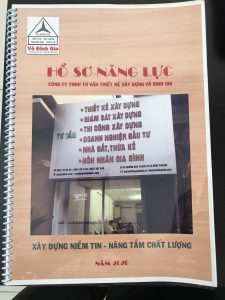 Võ Đình Gia
HỒ SƠ NĂNG LỰC
CÔNG TY TNHH TƯ VẤN THIẾT KẾ XÂY DỰNG VÕ ĐÌNH GIA
TƯ VẤN
THIẾT KẾ XÂY DỰNG
GIÁM SÁT XÂY DỰNG
THI CÔNG XÂY DỰNG
DOANH NGHIỆP, ĐẦU TƯ
NHÀ ĐẤT, THỪA KẾ
HÔN NHÂN GIA ĐÌNH
XÂY DỰNG NIỀM TIN - NÂNG TẦM CHẤT LƯỢNG
NĂM 2020